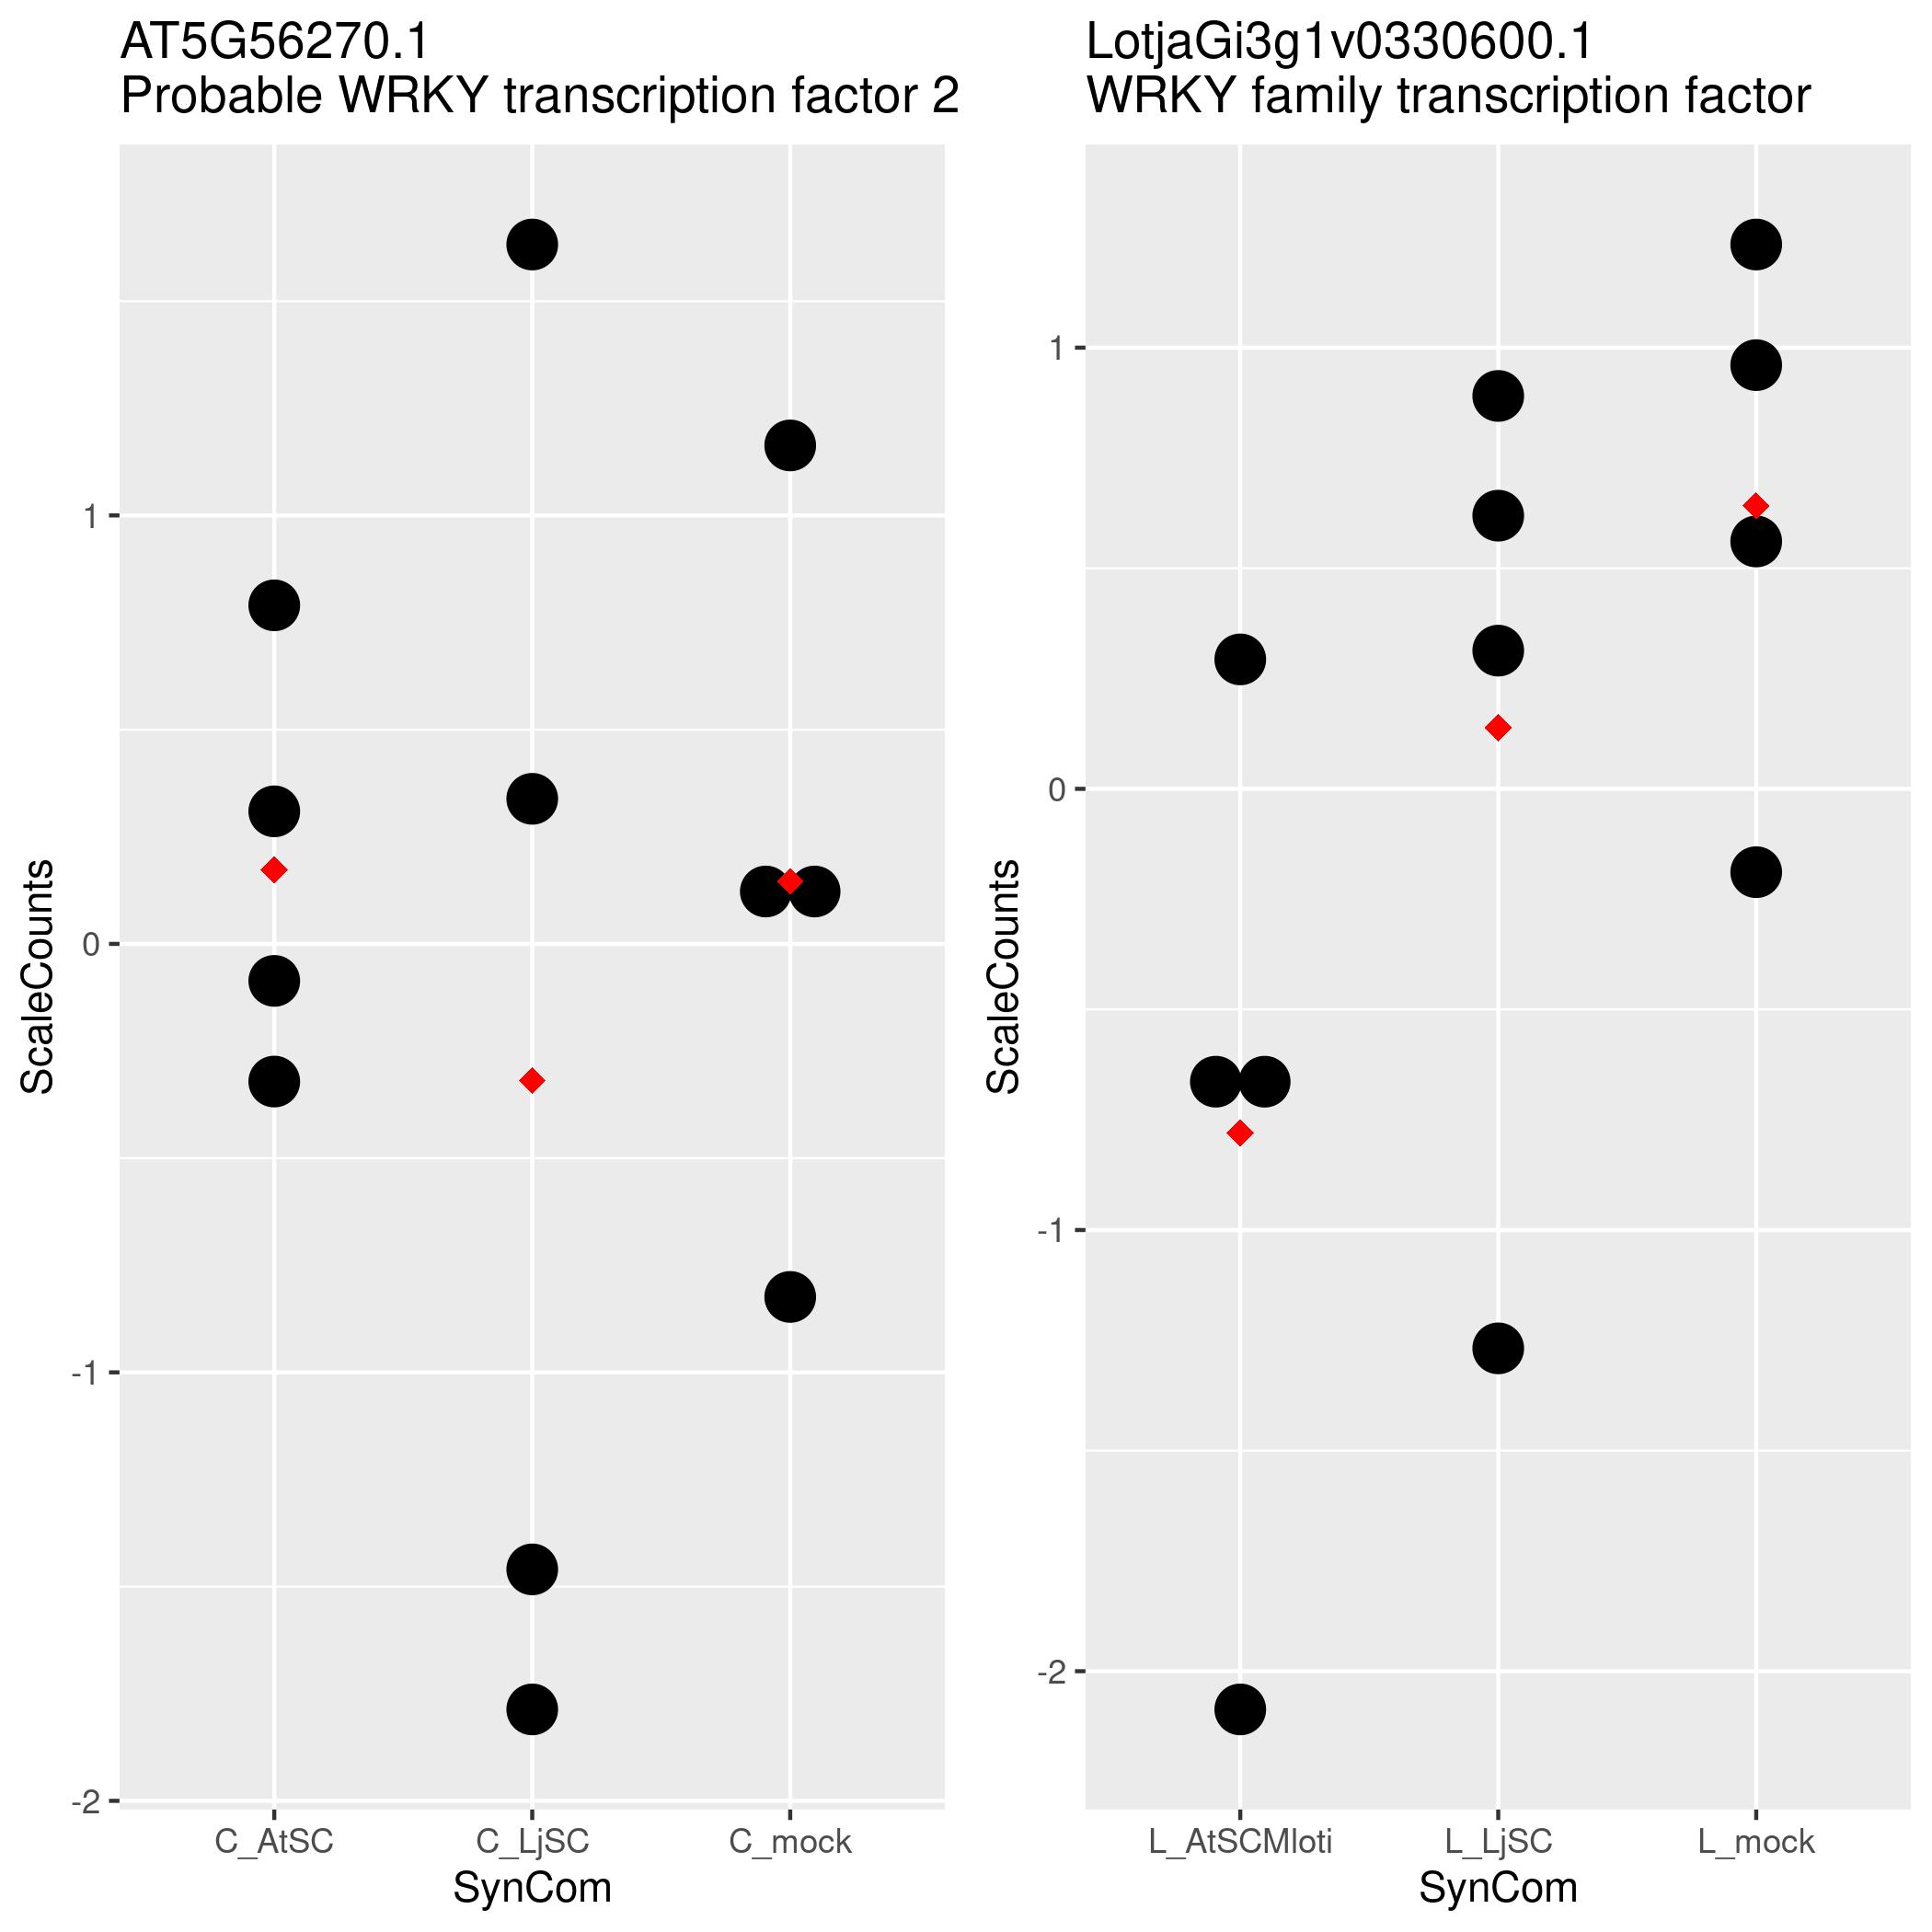 AT5G56270.1
Probable WRKY transcription factor 2
ScaleCounts
1
0
-1
-2
C_AtSC
C_LjSC
C_mock
SynCom
LotjaGi3g1v0330600.1
WRKY family transcription factor
ScaleCounts
1
0
-1
-2
L_AtSCMloti
L_LjSC
L_mock
SynCom